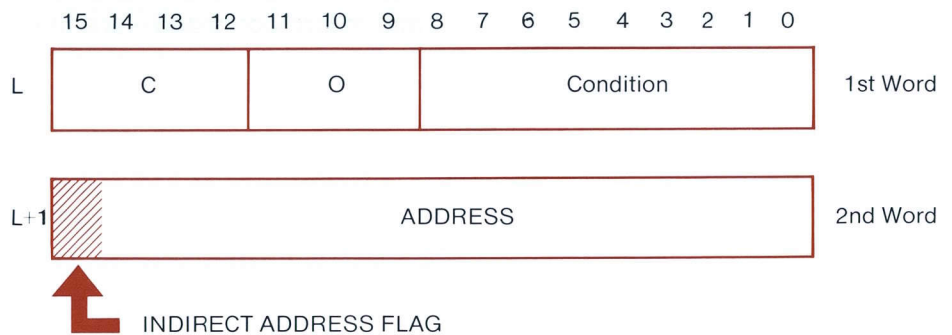 15 14 13 12 11 10 9 8 7 6 5 4 3 2 1 0
L C O Condition 1st Word
L+1 ADDRESS 2nd Word
INDIRECT ADDRESS FLAG